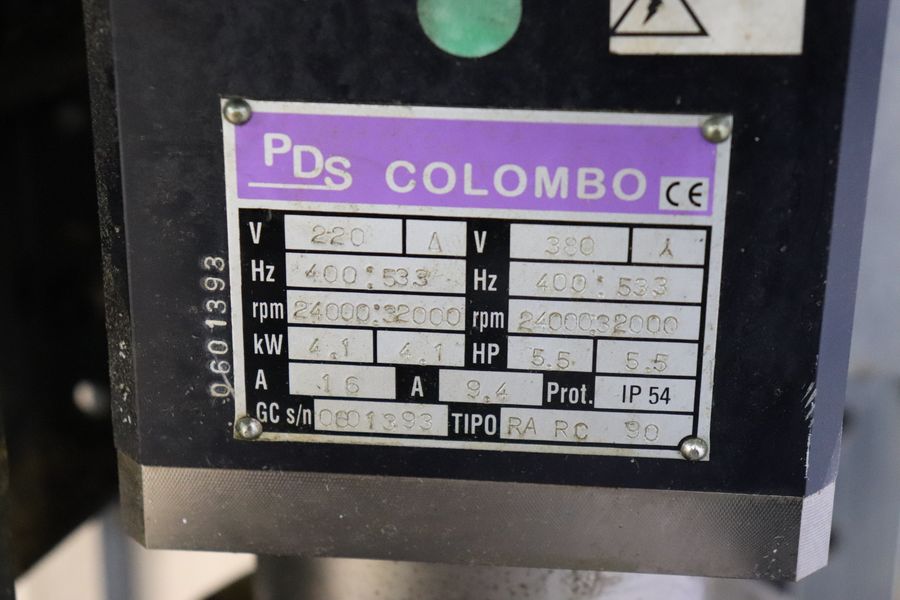 PDS COLOMBO CE
V 220 Δ V 380 Y
Hz 400:533 Hz 400:533
rpm 24000:32000 rpm 24000:32000
kW 4.1 4.1 HP 5.5 5.5
A 16 A 9.4 Prot. IP 54
GC s/n 0601393 TIPO RA RC 90
0601393